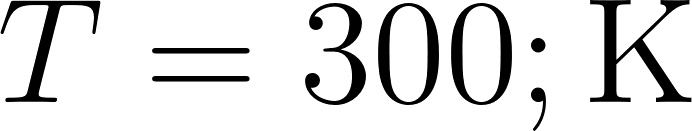 T = 300; K